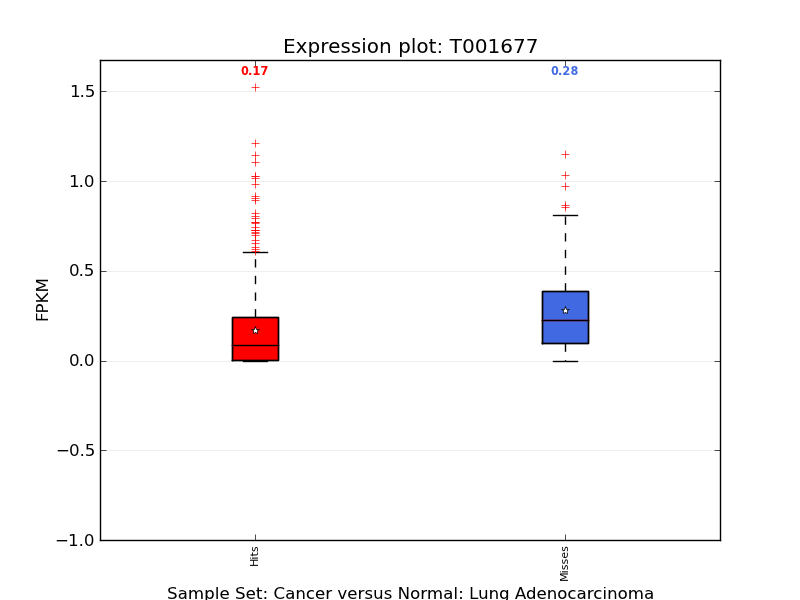 Expression plot: T001677
0.17
0.28
1.5
1.0
0.5
0.0
−0.5
−1.0
FPKM
Hits
Misses
Sample Set: Cancer versus Normal: Lung Adenocarcinoma